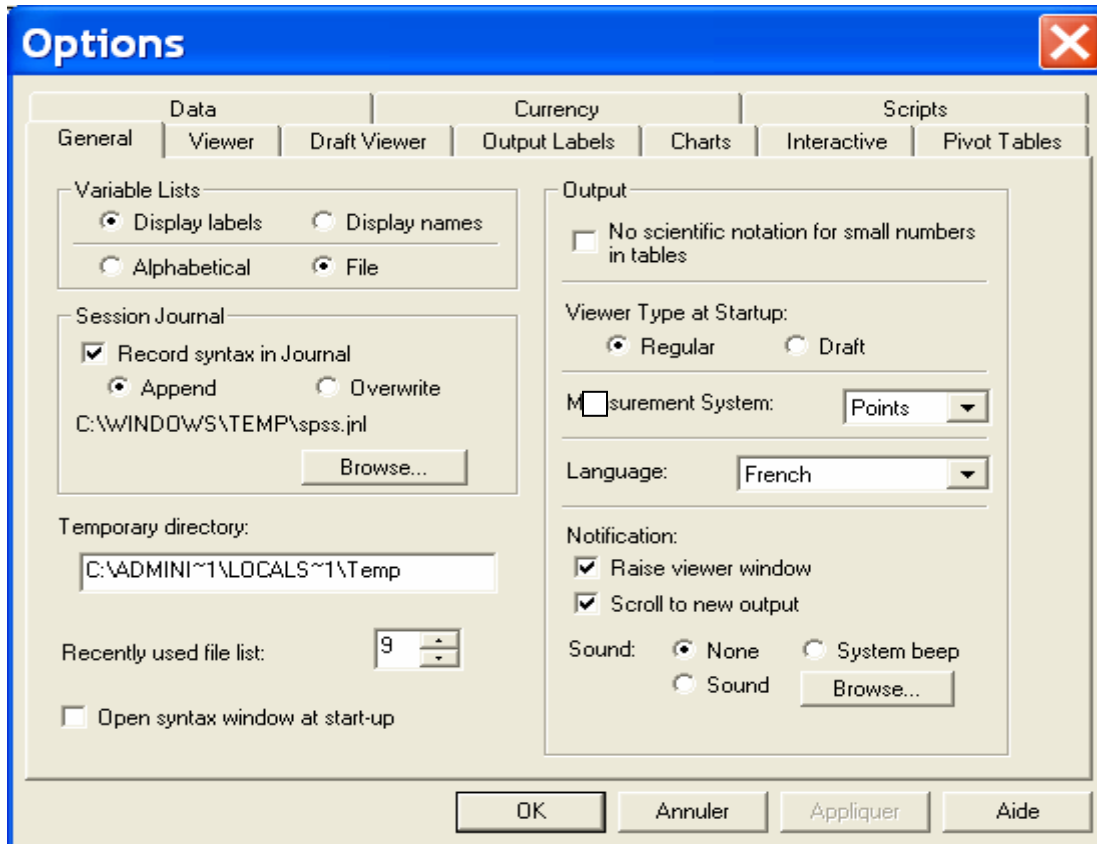 Options
Data Currency Scripts
General Viewer Draft Viewer Output Labels Charts Interactive Pivot Tables
Variable Lists
Display labels Display names
Alphabetical File
Session Journal
Record syntax in Journal
Append Overwrite
C:\WINDOWS\TEMP\spss.jnl
Browse...
Temporary directory:
C:\ADMINI~1\LOCALS~1\Temp
Recently used file list: 9
Open syntax window at start-up
Output
No scientific notation for small numbers
in tables
Viewer Type at Startup:
Regular Draft
M surement System: Points
Language: French
Notification:
Raise viewer window
Scroll to new output
Sound: None System beep
Sound Browse...
OK Annuler Appliquer Aide